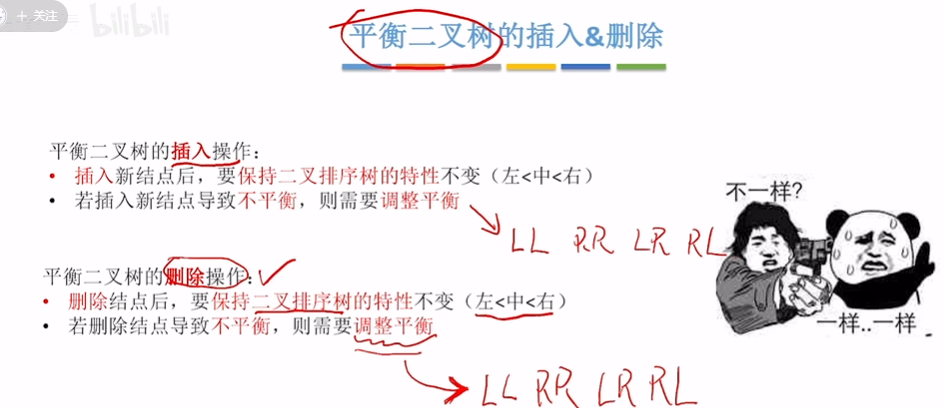 + 关注
bilibili
平衡二叉树的插入&删除
平衡二叉树的插入操作：
• 插入新结点后，要保持二叉排序树的特性不变（左<中<右）
• 若插入新结点导致不平衡，则需要调整平衡
LL RR LR RL
不一样?
平衡二叉树的删除操作：
• 删除结点后，要保持二叉排序树的特性不变（左<中<右）
• 若删除结点导致不平衡，则需要调整平衡
一样..一样
LL RR LR RL